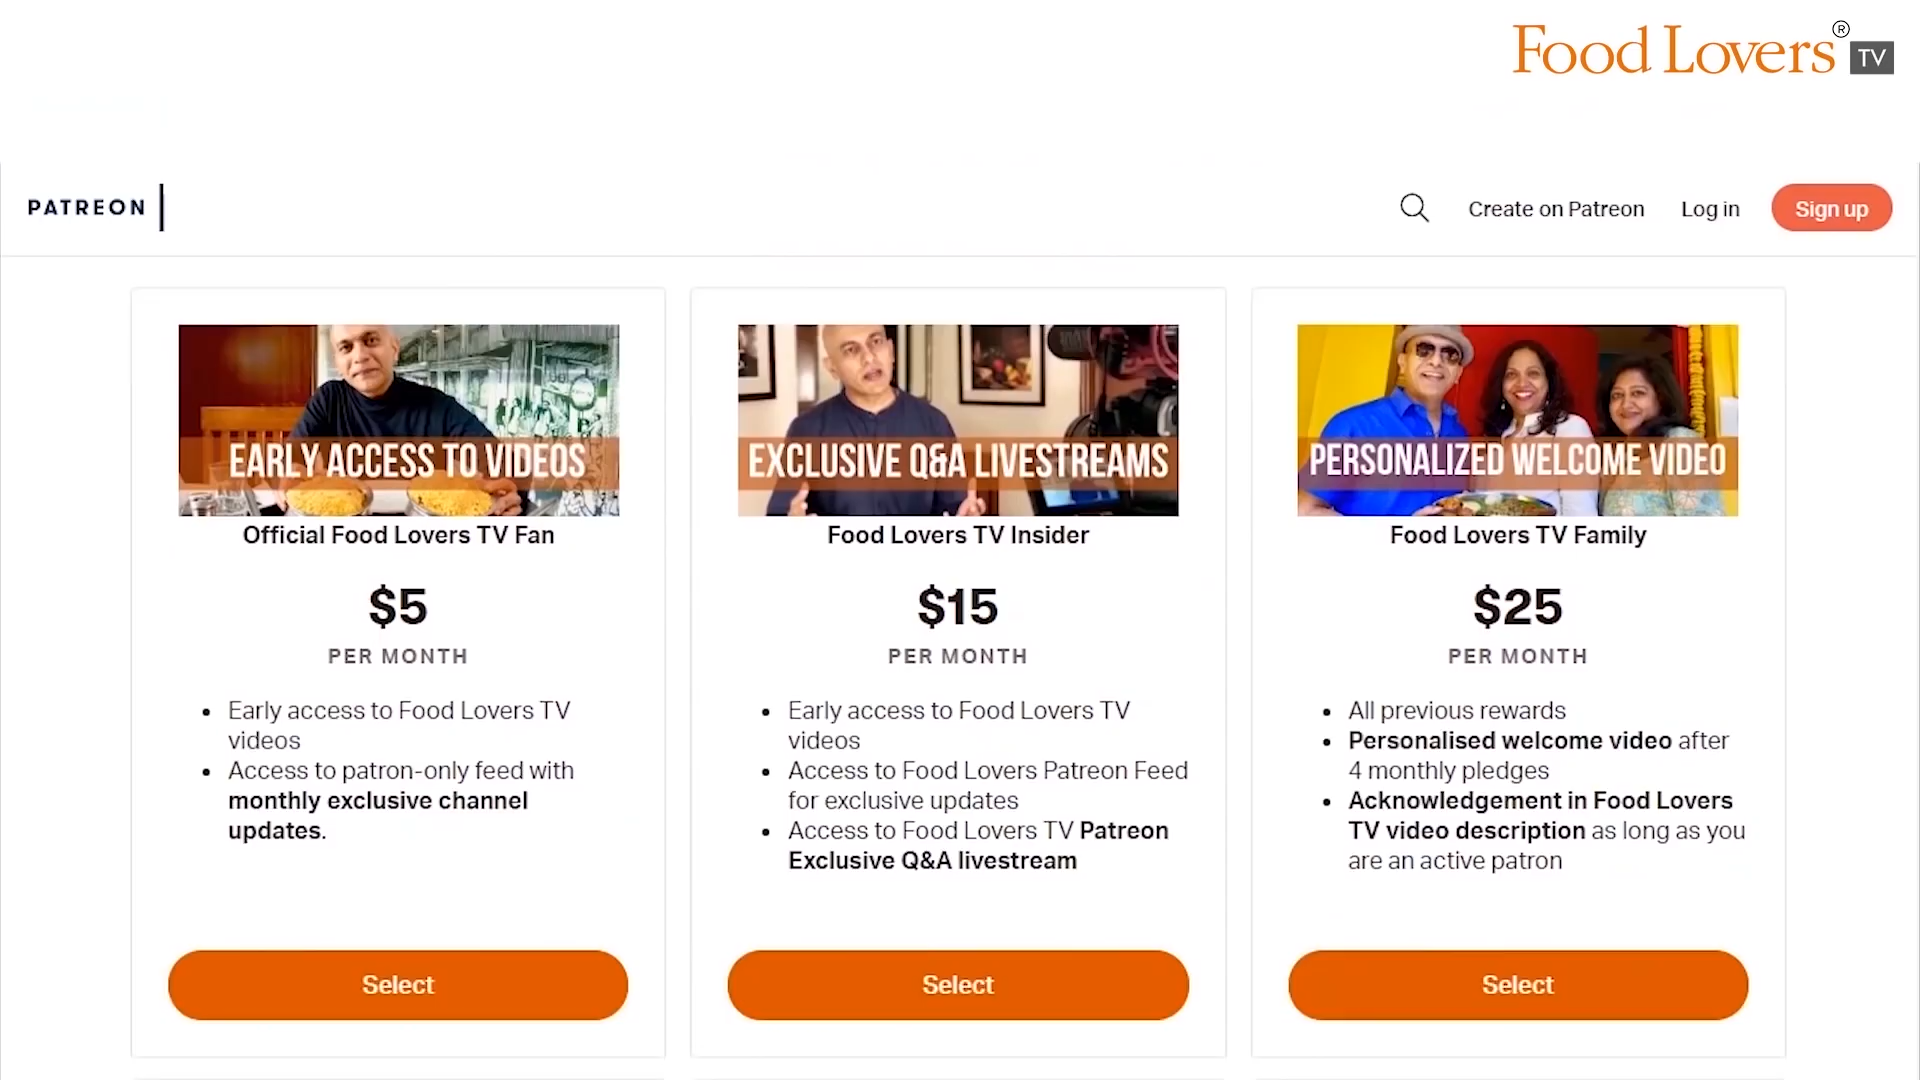 Food Lovers® TV
PATREON
Create on Patreon
Log in
Sign up
EARLY ACCESS TO VIDEOS
Official Food Lovers TV Fan
$5
PER MONTH
• Early access to Food Lovers TV
videos
• Access to patron-only feed with
monthly exclusive channel
updates.
Select
EXCLUSIVE Q&A LIVESTREAMS
Food Lovers TV Insider
$15
PER MONTH
• Early access to Food Lovers TV
videos
• Access to Food Lovers Patreon Feed
for exclusive updates
• Access to Food Lovers TV Patreon
Exclusive Q&A livestream
Select
PERSONALIZED WELCOME VIDEO
Food Lovers TV Family
$25
PER MONTH
• All previous rewards
• Personalised welcome video after
4 monthly pledges
• Acknowledgement in Food Lovers
TV video description as long as you
are an active patron
Select